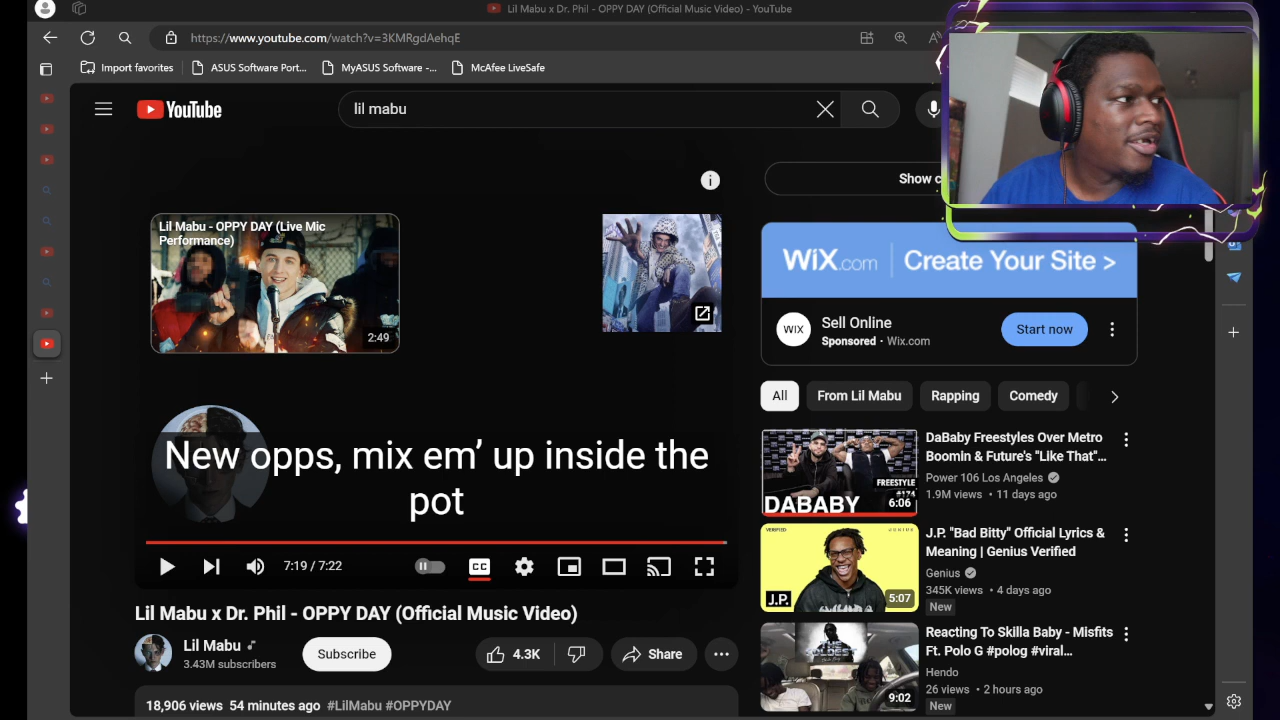 Lil Mabu x Dr. Phil - OPPY DAY (Official Music Video) - YouTube
https://www.youtube.com/watch?v=3KMRgdAehqE
Import favorites
ASUS Software Port...
MyASUS Software -...
McAfee LiveSafe
YouTube
lil mabu
Show c
Lil Mabu - OPPY DAY (Live Mic
Performance)
2:49
WiX.com
Create Your Site >
WIX
Sell Online
Sponsored • Wix.com
Start now
All
From Lil Mabu
Rapping
Comedy
New opps, mix em’ up inside the
pot
7:19 / 7:22
CC
DaBaby Freestyles Over Metro
Boomin & Future's "Like That"...
Power 106 Los Angeles
1.9M views • 11 days ago
FREESTYLE
#174
DABABY
6:06
J.P. "Bad Bitty" Official Lyrics &
Meaning | Genius Verified
Genius
345K views • 4 days ago
New
VERIFIED
GENIUS
J.P.
5:07
Lil Mabu x Dr. Phil - OPPY DAY (Official Music Video)
Lil Mabu
3.43M subscribers
Subscribe
4.3K
Share
Reacting To Skilla Baby - Misfits
Ft. Polo G #polog #viral...
Hendo
26 views • 2 hours ago
New
9:02
18,906 views 54 minutes ago #LilMabu #OPPYDAY